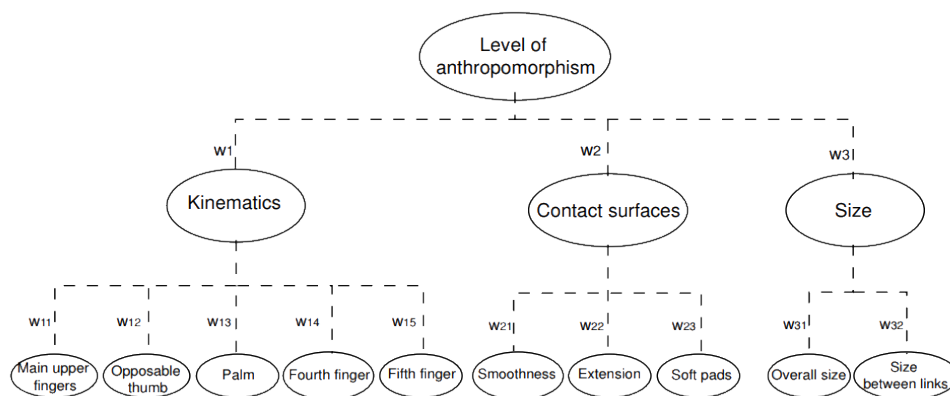 Level of
anthropomorphism
w1
w2
w3
Kinematics
Contact surfaces
Size
w11
w12
w13
w14
w15
w21
w22
w23
w31
w32
Main upper
fingers
Opposable
thumb
Palm
Fourth finger
Fifth finger
Smoothness
Extension
Soft pads
Overall size
Size
between links